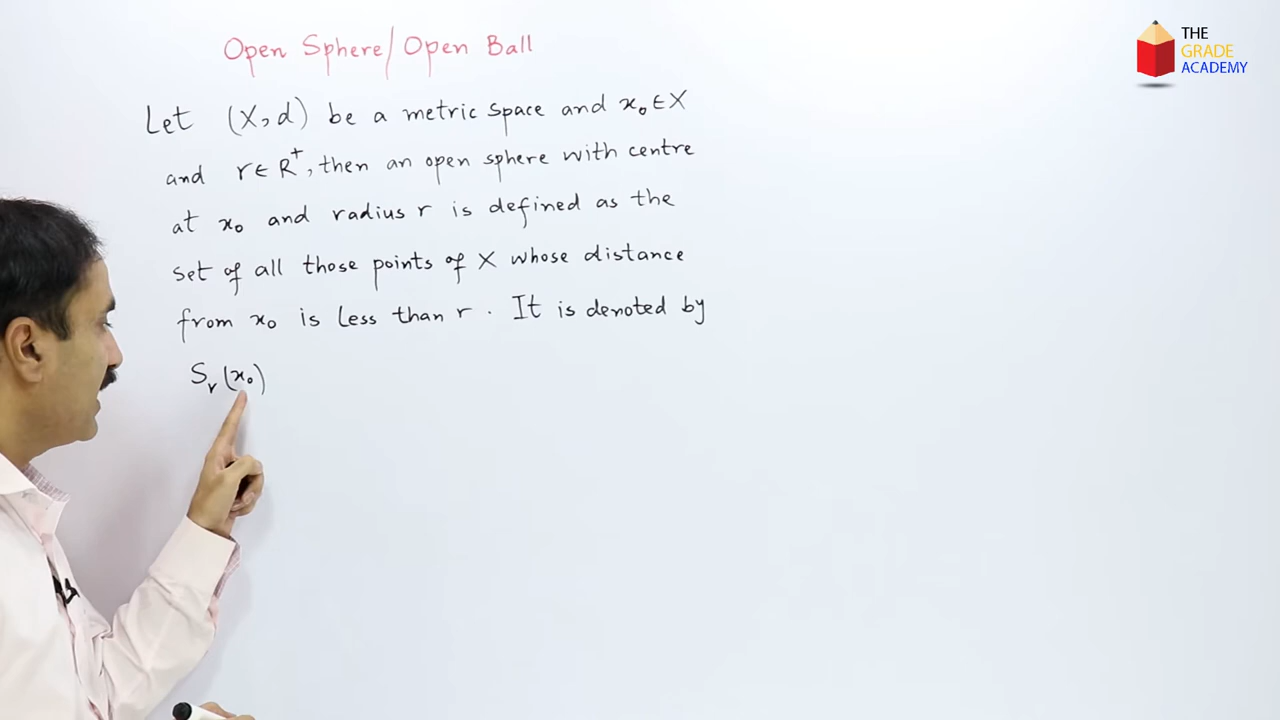 Open Sphere/Open Ball
Let (X, d) be a metric space and x₀ ∈ X
and r ∈ R⁺, then an open sphere with centre
at x₀ and radius r is defined as the
set of all those points of X whose distance
from x₀ is less than r. It is denoted by
Sᵣ(x₀)
THE
GRADE
ACADEMY